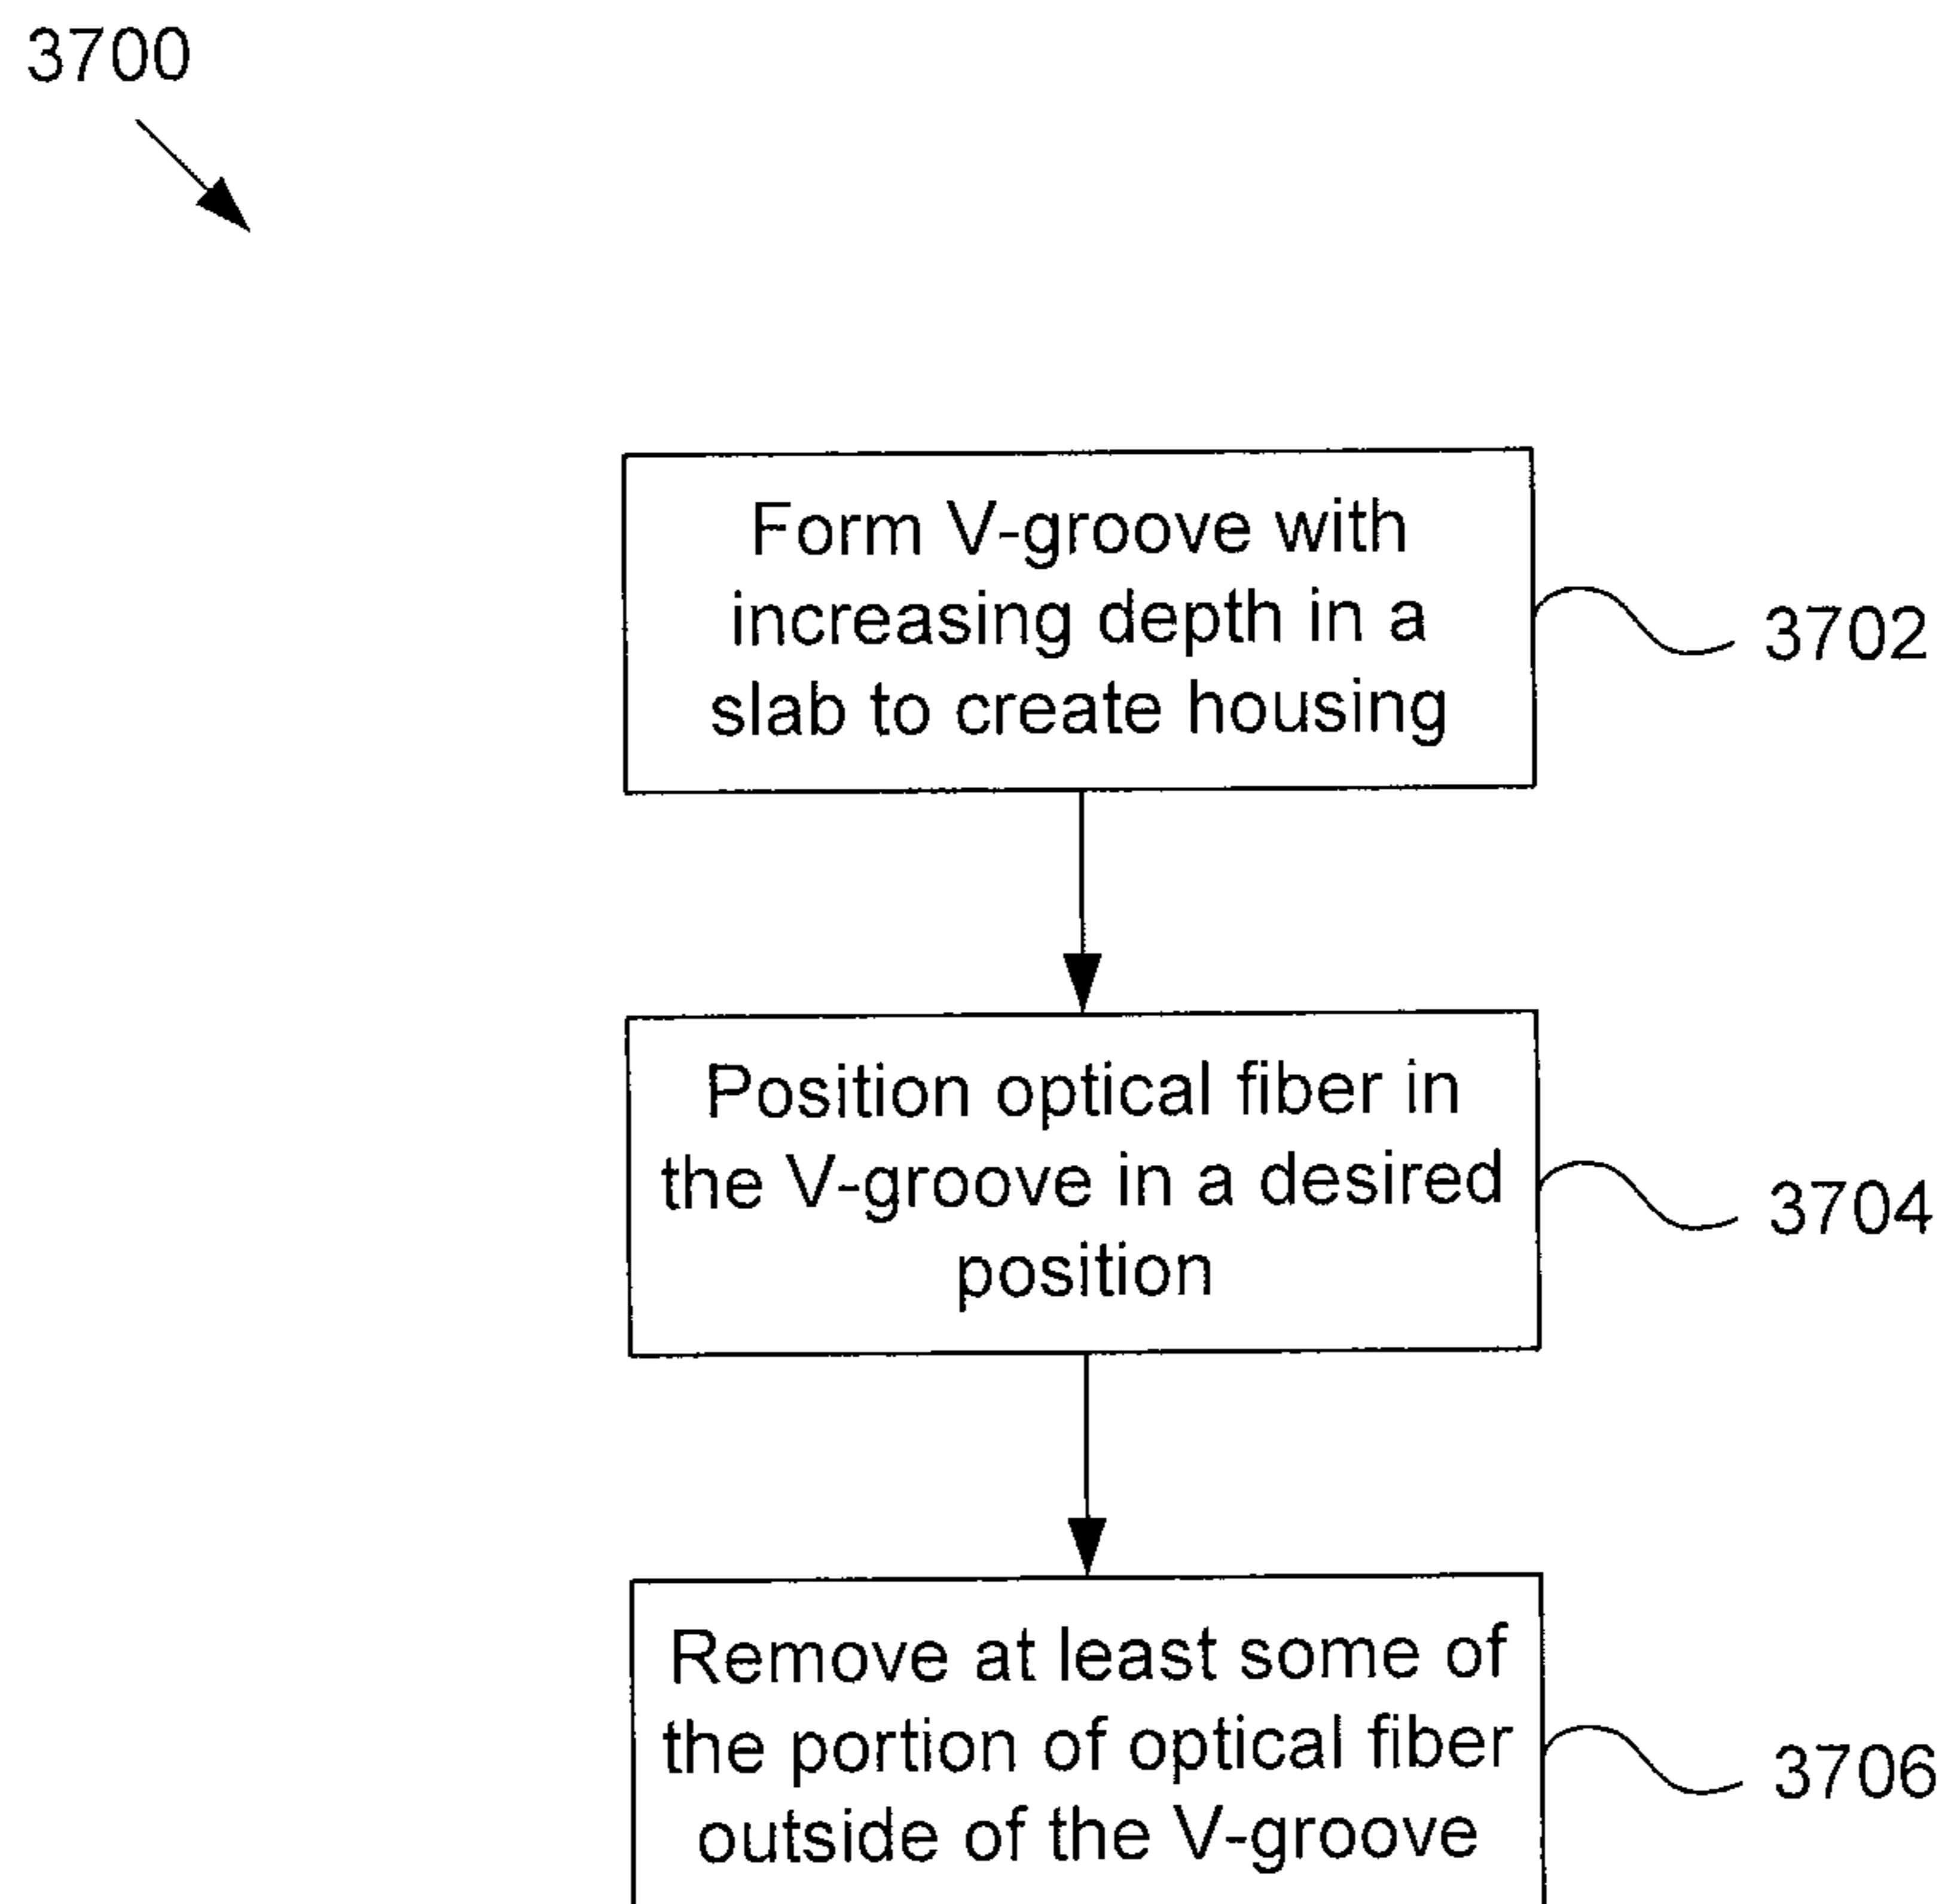 3700
Form V-groove with
increasing depth in a
slab to create housing
3702
Position optical fiber in
the V-groove in a desired
position
3704
Remove at least some of
the portion of optical fiber
outside of the V-groove
3706